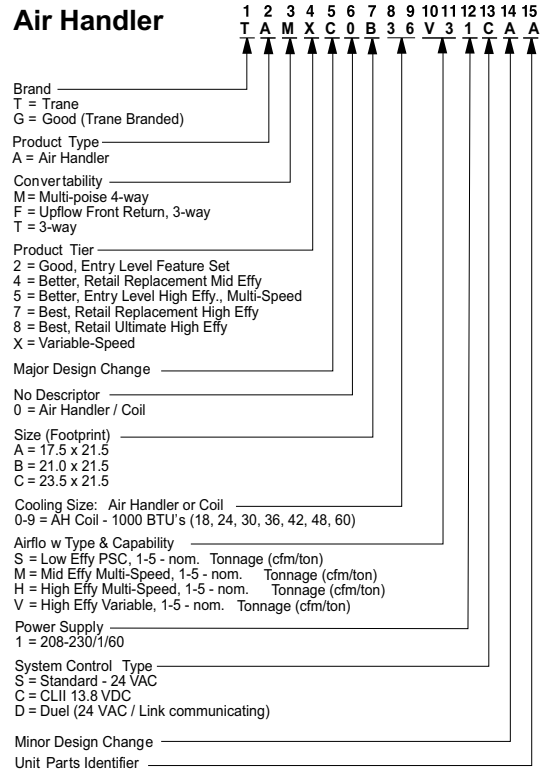 Air Handler
1 2 3 4 5 6 7 8 9 10 11 12 13 14 15
T A M X C 0 B 3 6 V 3 1 C A A
Brand
T = Trane
G = Good (Trane Branded)
Product Type
A = Air Handler
Convertability
M = Multi-poise 4-way
F = Upflow Front Return, 3-way
T = 3-way
Product Tier
2 = Good, Entry Level Feature Set
4 = Better, Retail Replacement Mid Effy
5 = Better, Entry Level High Effy., Multi-Speed
7 = Best, Retail Replacement High Effy
8 = Best, Retail Ultimate High Effy
X = Variable-Speed
Major Design Change
No Descriptor
0 = Air Handler / Coil
Size (Footprint)
A = 17.5 x 21.5
B = 21.0 x 21.5
C = 23.5 x 21.5
Cooling Size: Air Handler or Coil
0-9 = AH Coil - 1000 BTU's (18, 24, 30, 36, 42, 48, 60)
Airflo w Type & Capability
S = Low Effy PSC, 1-5 - nom. Tonnage (cfm/ton)
M = Mid Effy Multi-Speed, 1-5 - nom. Tonnage (cfm/ton)
H = High Effy Multi-Speed, 1-5 - nom. Tonnage (cfm/ton)
V = High Effy Variable, 1-5 - nom. Tonnage (cfm/ton)
Power Supply
1 = 208-230/1/60
System Control Type
S = Standard - 24 VAC
C = CLII 13.8 VDC
D = Duel (24 VAC / Link communicating)
Minor Design Change
Unit Parts Identifier